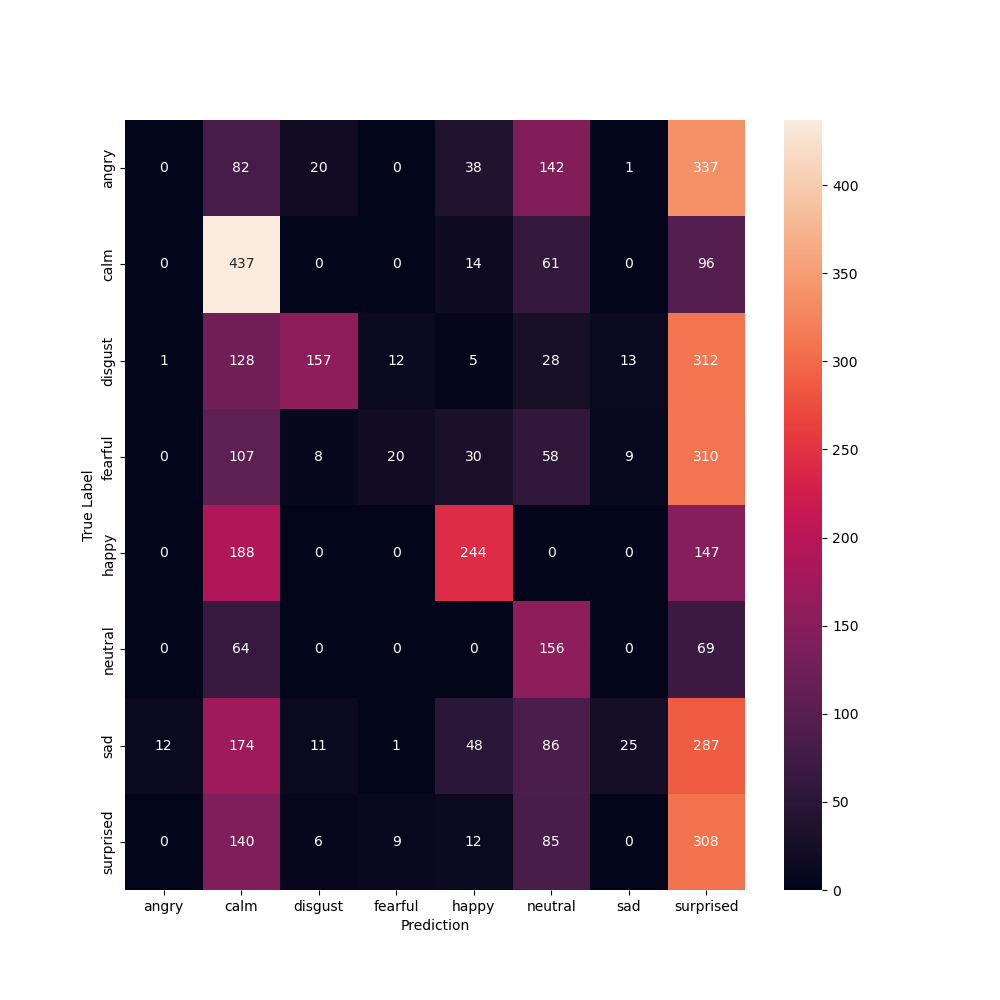 angry 0 82 20 0 38 142 1 337
calm 0 437 0 0 14 61 0 96
disgust 1 128 157 12 5 28 13 312
fearful 0 107 8 20 30 58 9 310
happy 0 188 0 0 244 0 0 147
neutral 0 64 0 0 0 156 0 69
sad 12 174 11 1 48 86 25 287
surprised 0 140 6 9 12 85 0 308
True Label
angry calm disgust fearful happy neutral sad surprised
Prediction
400
350
300
250
200
150
100
50
0